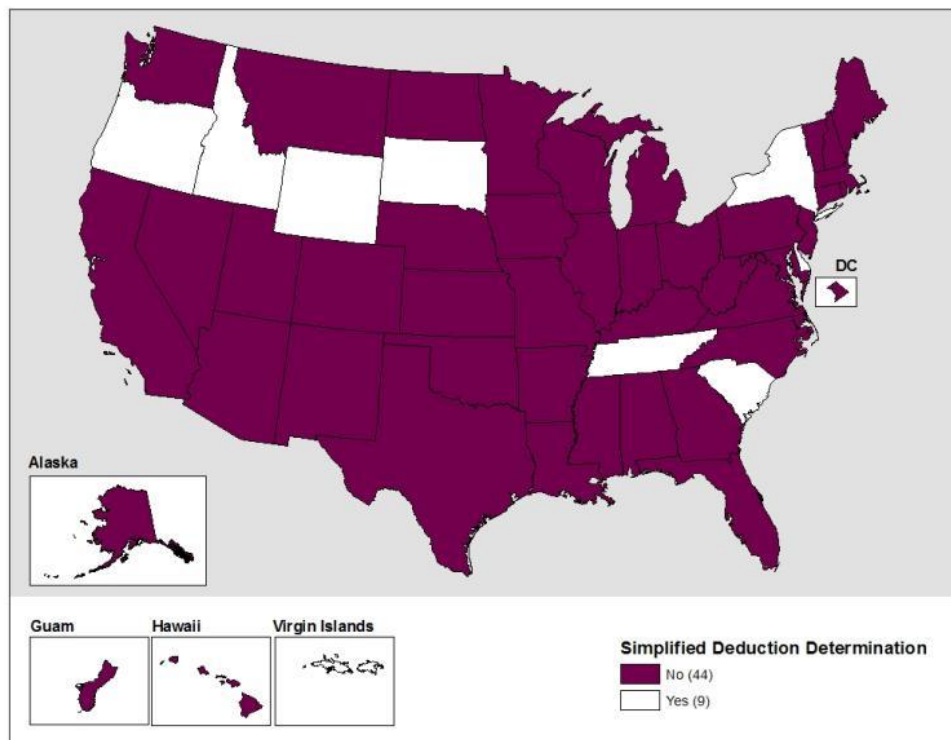 DC
Alaska
Guam
Hawaii
Virgin Islands
Simplified Deduction Determination
No (44)
Yes (9)